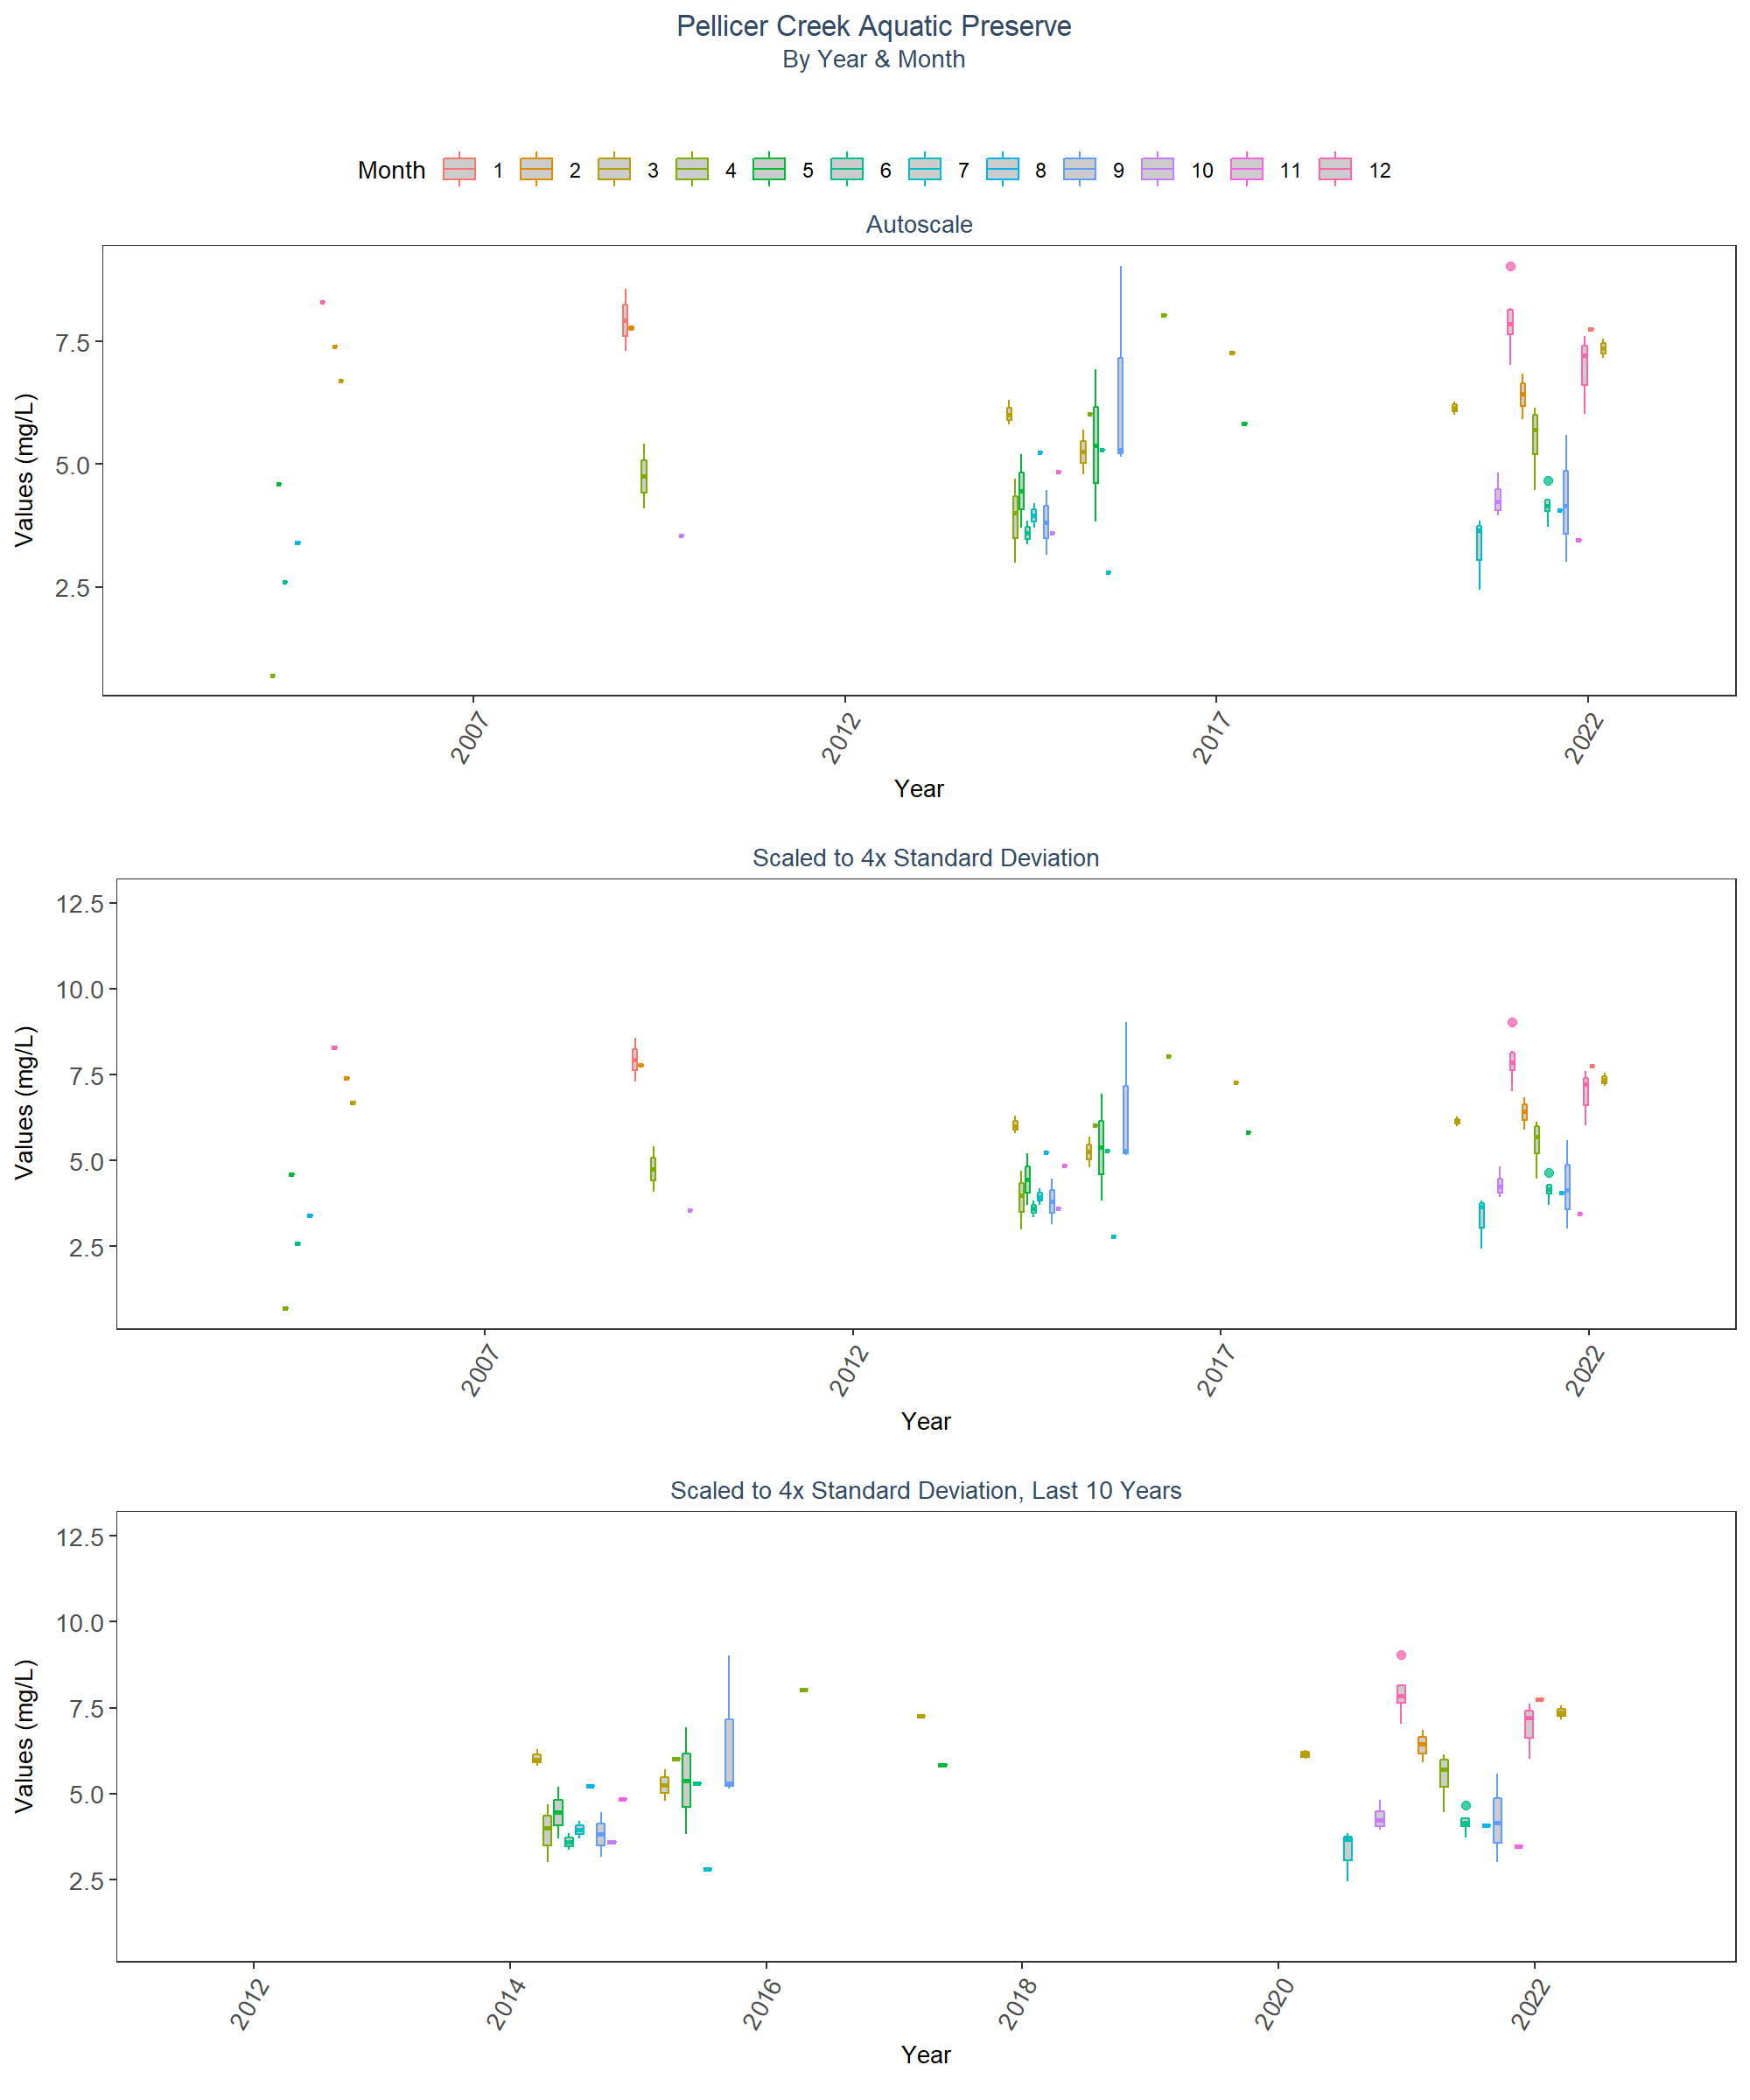 Pellicer Creek Aquatic Preserve
By Year & Month
Month 1 2 3 4 5 6 7 8 9 10 11 12
Autoscale
Values (mg/L)
7.5
5.0
2.5
2007 2012 2017 2022
Year
Scaled to 4x Standard Deviation
Values (mg/L)
12.5
10.0
7.5
5.0
2.5
2007 2012 2017 2022
Year
Scaled to 4x Standard Deviation, Last 10 Years
Values (mg/L)
12.5
10.0
7.5
5.0
2.5
2012 2014 2016 2018 2020 2022
Year